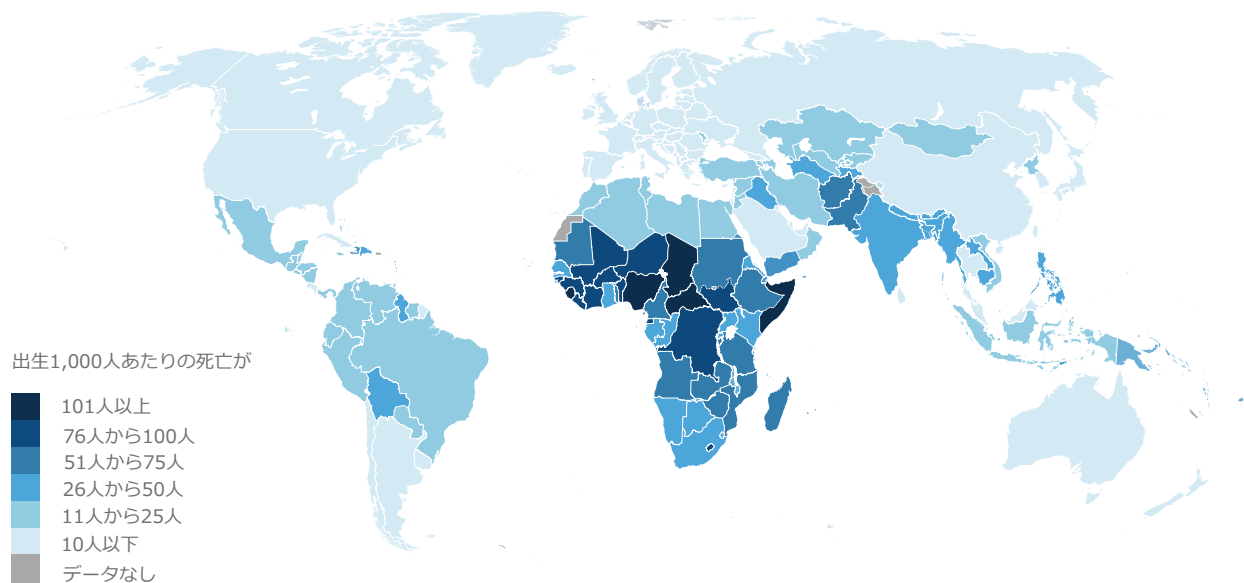 出生1,000人あたりの死亡が
101人以上
76人から100人
51人から75人
26人から50人
11人から25人
10人以下
データなし